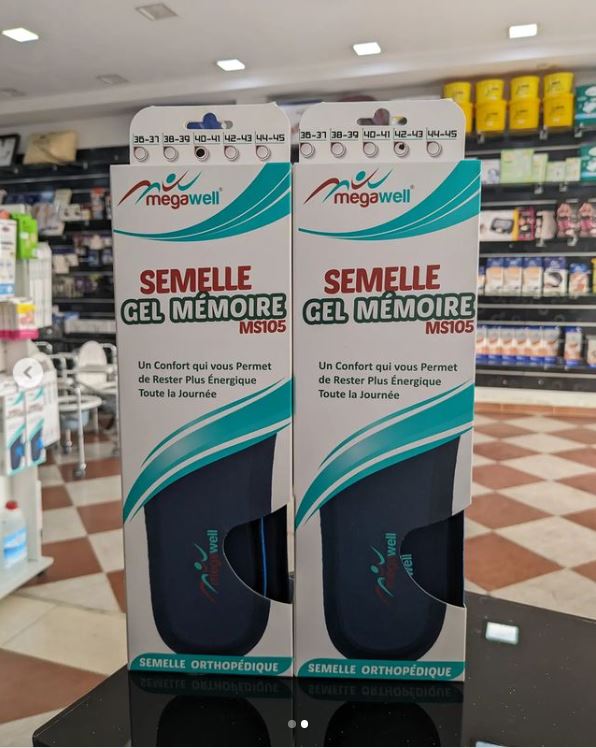 36-37 38-39 40-41 42-43 44-45
megawell®
SEMELLE
GEL MÉMOIRE
MS105
Un Confort qui vous Permet
de Rester Plus Énergique
Toute la Journée
megawell
SEMELLE ORTHOPÉDIQUE
36-37 38-39 40-41 42-43 44-45
megawell®
SEMELLE
GEL MÉMOIRE
MS105
Un Confort qui vous Permet
de Rester Plus Énergique
Toute la Journée
megawell
SEMELLE ORTHOPÉDIQUE